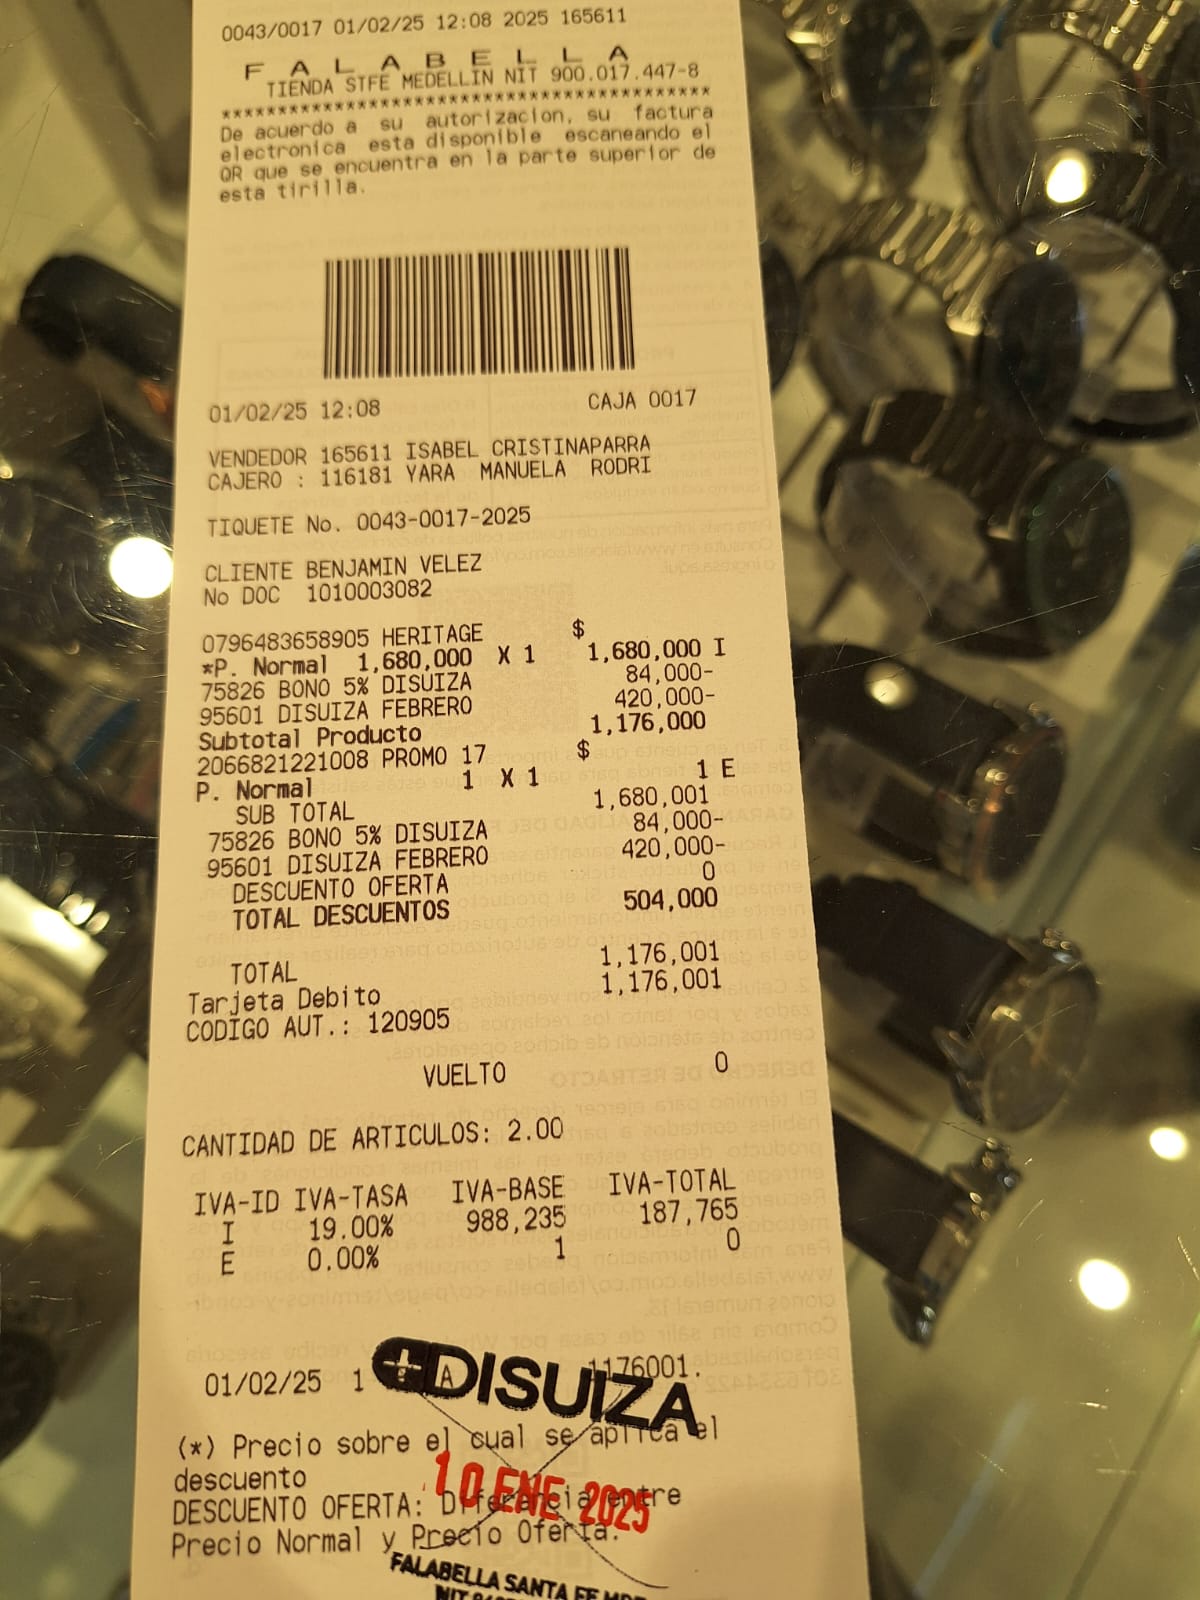 0043/0017 01/02/25 12:08 2025 165611
F A L A B E L L A
TIENDA STFE MEDELLIN NIT 900.017.447-8
********************************************
De acuerdo a su autorizacion, su factura
electronica esta disponible escaneando el
QR que se encuentra en la parte superior de
esta tirilla.
01/02/25 12:08 CAJA 0017
VENDEDOR 165611 ISABEL CRISTINAPARRA
CAJERO : 116181 YARA MANUELA RODRI
TIQUETE No. 0043-0017-2025
CLIENTE BENJAMIN VELEZ
No DOC 1010003082
0796483658905 HERITAGE $
*P. Normal 1,680,000 X 1 1,680,000 I
75826 BONO 5% DISUIZA 84,000-
95601 DISUIZA FEBRERO 420,000-
Subtotal Producto 1,176,000
2066821221008 PROMO 17 $
P. Normal 1 X 1 1 E
SUB TOTAL 1,680,001
75826 BONO 5% DISUIZA 84,000-
95601 DISUIZA FEBRERO 420,000-
DESCUENTO OFERTA 0
TOTAL DESCUENTOS 504,000
TOTAL 1,176,001
Tarjeta Debito 1,176,001
CODIGO AUT.: 120905
VUELTO 0
CANTIDAD DE ARTICULOS: 2.00
IVA-ID IVA-TASA IVA-BASE IVA-TOTAL
I 19.00% 988,235 187,765
E 0.00% 1 0
DISUIZA
01/02/25 1 A 1176001.
(*) Precio sobre el cual se aplica el
descuento
10 ENE 2025
DESCUENTO OFERTA: Diferencia entre
Precio Normal y Precio Oferta.
FALABELLA SANTA FE
NIT